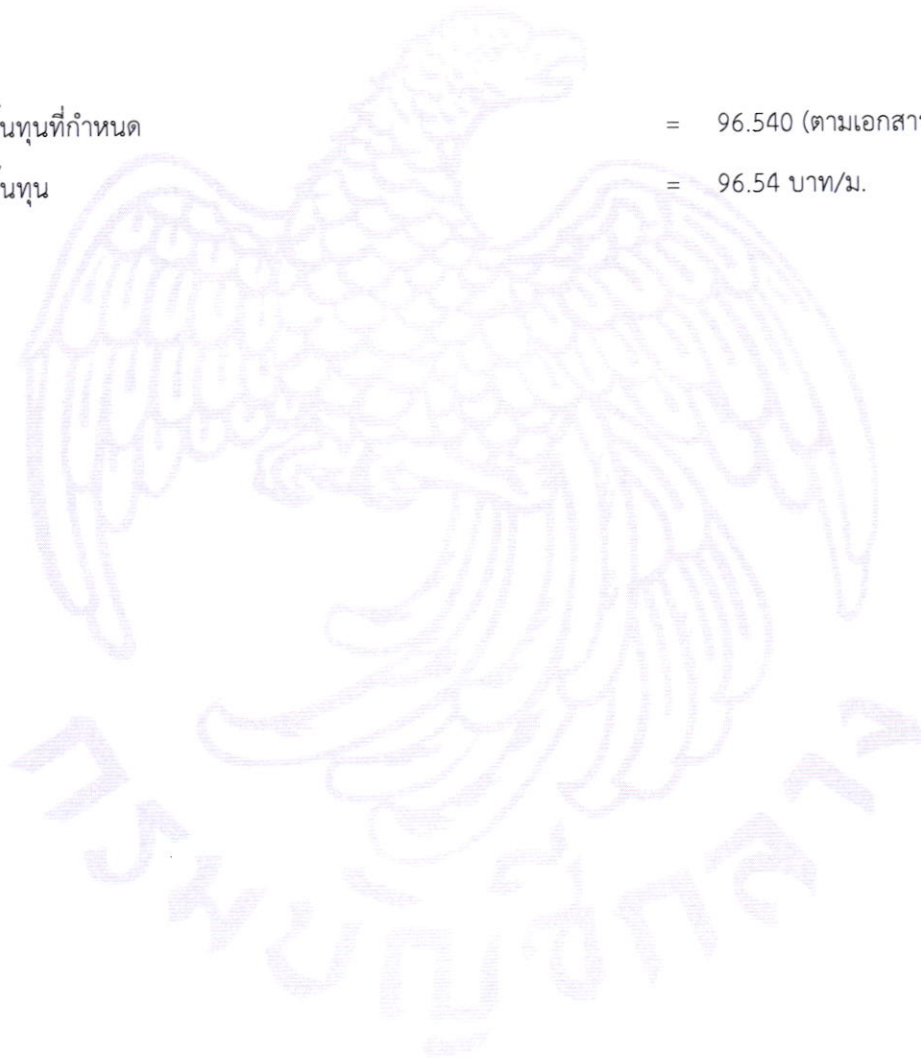 ้นทุนที่กำหนด = 96.540 (ตามเอกสาร
้นทุน = 96.54 บาท/ม.
กรมบัญชีกลาง